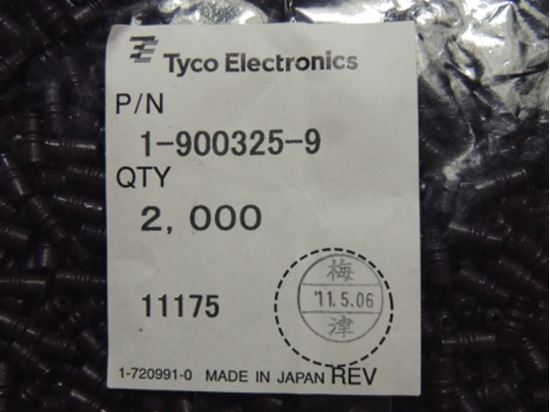 Tyco Electronics
P/N
1-900325-9
QTY
2,000
梅
'11.5.06
津
11175
1-720991-0 MADE IN JAPAN REV